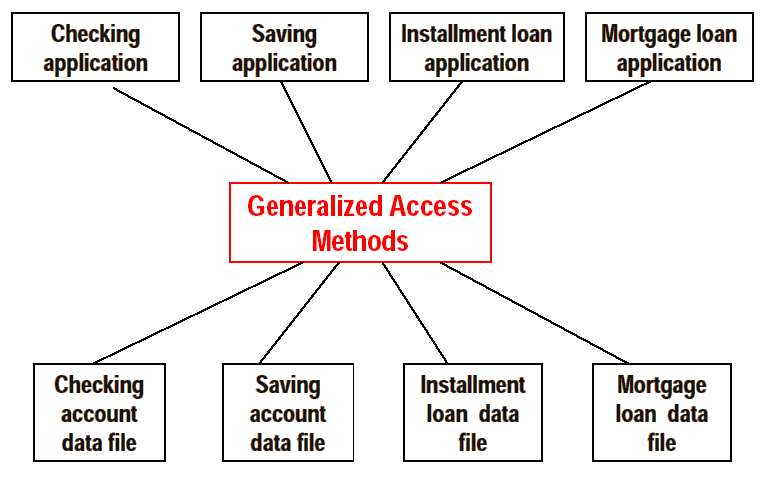 Checking
application
Saving
application
Installment loan
application
Mortgage loan
application
Generalized Access
Methods
Checking
account
data file
Saving
account
data file
Installment
loan data
file
Mortgage
loan data
file